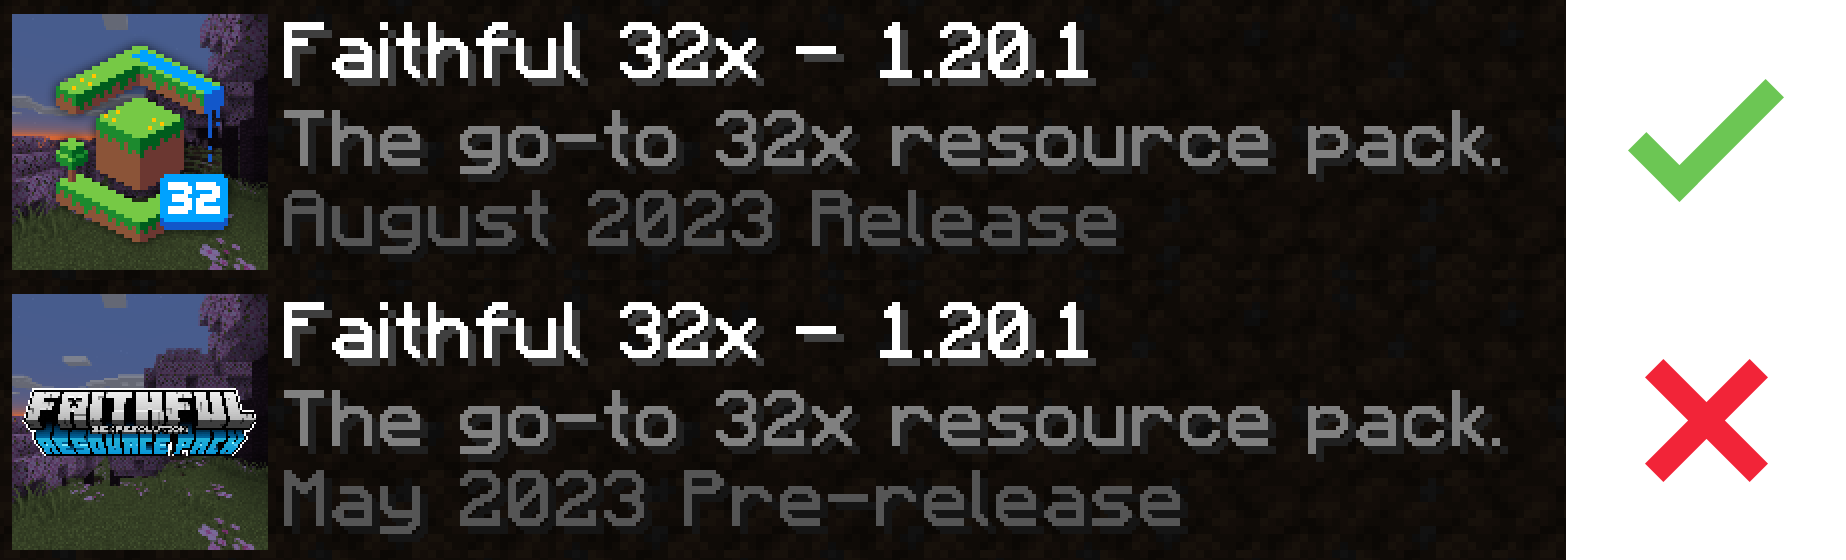 Faithful 32x - 1.20.1
The go-to 32x resource pack.
August 2023 Release
32
Faithful 32x - 1.20.1
The go-to 32x resource pack.
May 2023 Pre-release
FAITHFUL
RESOURCE PACK